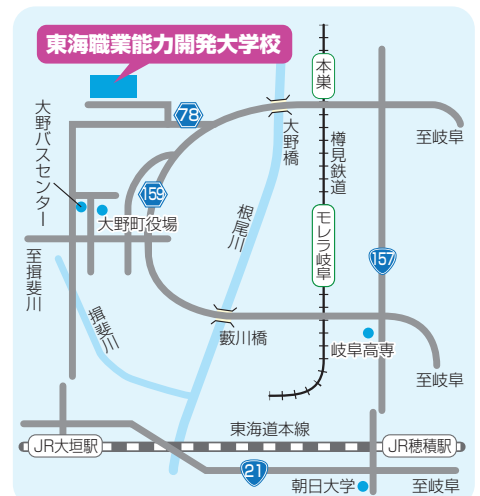 東海職業能力開発大学校
本巣
78
大野バスセンター
大野橋
樽見鉄道
至岐阜
159
大野町役場
根尾川
モレラ岐阜
157
至揖斐川
揖斐川
藪川橋
岐阜高専
至岐阜
東海道本線
JR大垣駅
JR穂積駅
21
朝日大学
至岐阜